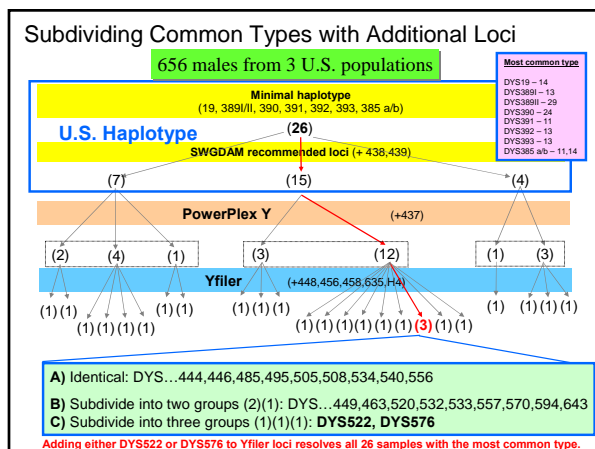 Subdividing Common Types with Additional Loci
656 males from 3 U.S. populations
Most common type
DYS19 - 14
DYS389I - 13
DYS389II - 29
DYS390 - 24
DYS391 - 11
DYS392 - 13
DYS393 - 13
DYS385 a/b - 11,14
Minimal haplotype
(19, 389I/II, 390, 391, 392, 393, 385 a/b)
U.S. Haplotype
(26)
SWGDAM recommended loci (+ 438,439)
(7) (15) (4)
PowerPlex Y (+437)
(2) (4) (1) (3) (12) (1) (3)
Yfiler (+448,456,458,635,H4)
(1)(1) (1)(1)(1)(1) (1) (1)(1)(1) (1)(1)(1)(1)(1)(1)(1)(3)(1)(1) (1) (1)(1)(1)
A) Identical: DYS…444,446,485,495,505,508,534,540,556
B) Subdivide into two groups (2)(1): DYS…449,463,520,532,533,557,570,594,643
C) Subdivide into three groups (1)(1)(1): DYS522, DYS576
Adding either DYS522 or DYS576 to Yfiler loci resolves all 26 samples with the most common type.